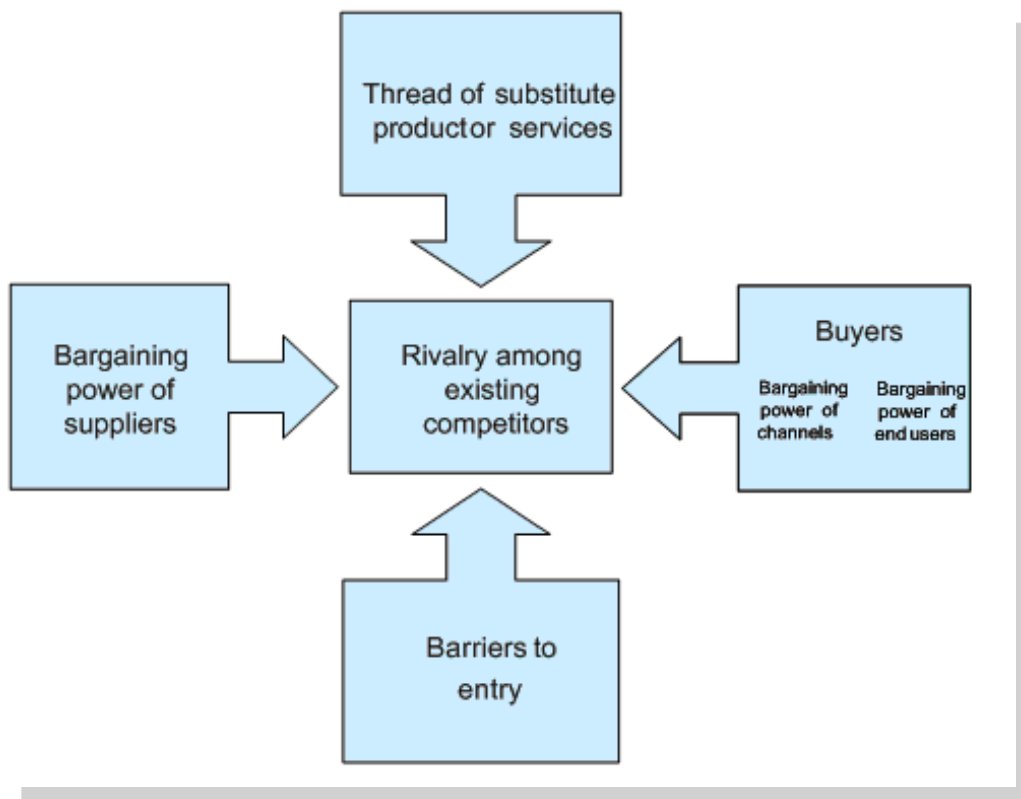 Thread of substitute
productor services
Bargaining
power of
suppliers
Rivalry among
existing
competitors
Buyers
Bargaining
power of
channels
Bargaining
power of
end users
Barriers to
entry